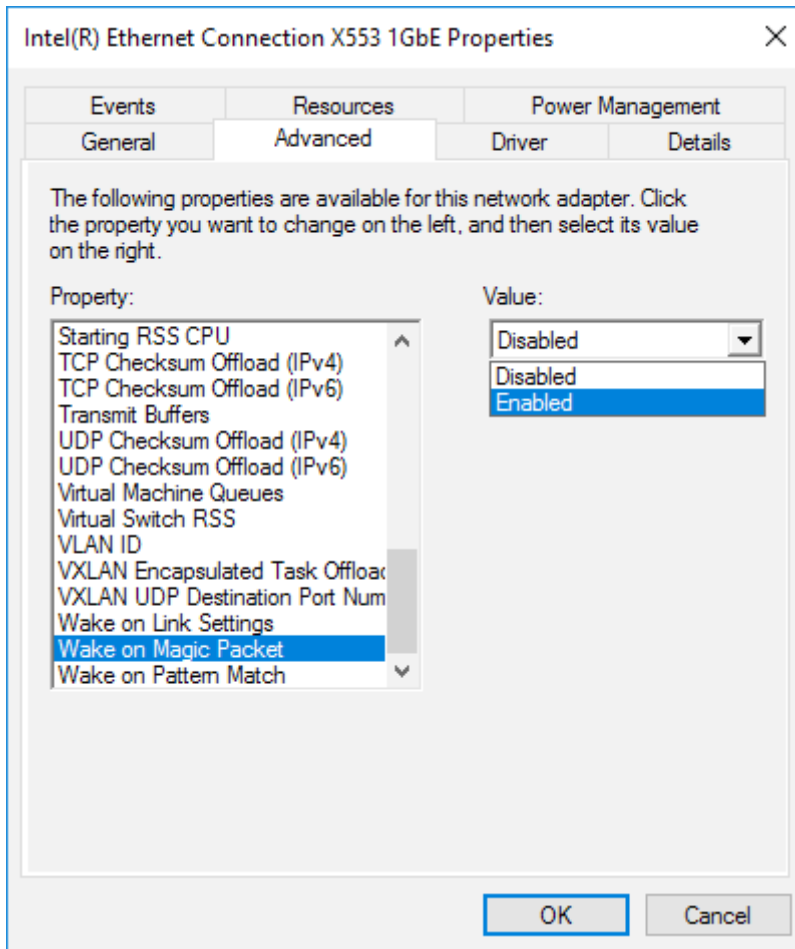 Intel(R) Ethernet Connection X553 1GbE Properties
Events Resources Power Management
General Advanced Driver Details
The following properties are available for this network adapter. Click
the property you want to change on the left, and then select its value
on the right.
Property:
Starting RSS CPU
TCP Checksum Offload (IPv4)
TCP Checksum Offload (IPv6)
Transmit Buffers
UDP Checksum Offload (IPv4)
UDP Checksum Offload (IPv6)
Virtual Machine Queues
Virtual Switch RSS
VLAN ID
VXLAN Encapsulated Task Offload
VXLAN UDP Destination Port Num
Wake on Link Settings
Wake on Magic Packet
Wake on Pattern Match
Value:
Disabled
Disabled
Enabled
OK Cancel